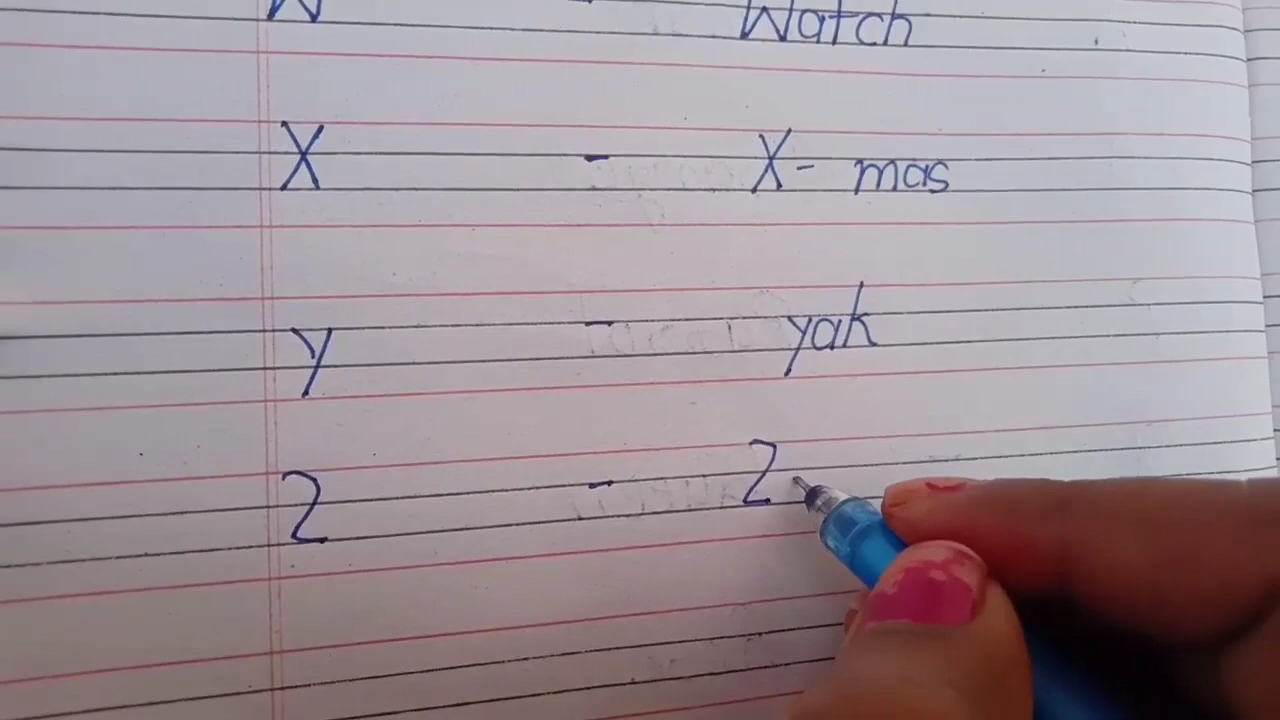 W - Watch
X - X- mas
y - yak
Z - Z